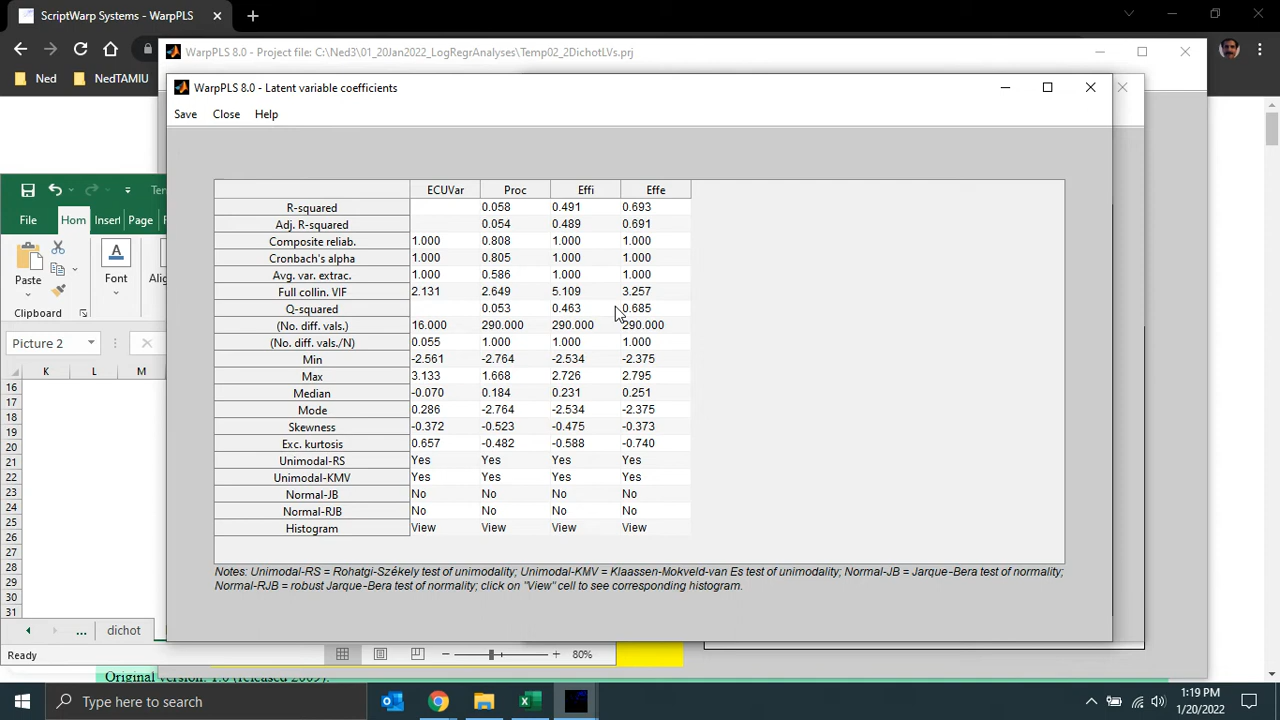 ScriptWarp Systems - WarpPLS
WarpPLS 8.0 - Project file: C:\Ned3\01_20Jan2022_LogRegrAnalyses\Temp02_2DichotLVs.prj
Ned NedTAMIU
WarpPLS 8.0 - Latent variable coefficients
Save Close Help
ECUVar Proc Effi Effe
R-squared 0.058 0.491 0.693
Adj. R-squared 0.054 0.489 0.691
Composite reliab. 1.000 0.808 1.000 1.000
Cronbach's alpha 1.000 0.805 1.000 1.000
Avg. var. extrac. 1.000 0.586 1.000 1.000
Full collin. VIF 2.131 2.649 5.109 3.257
Q-squared 0.053 0.463 0.685
(No. diff. vals.) 16.000 290.000 290.000 290.000
(No. diff. vals./N) 0.055 1.000 1.000 1.000
Min -2.561 -2.764 -2.534 -2.375
Max 3.133 1.668 2.726 2.795
Median -0.070 0.184 0.231 0.251
Mode 0.286 -2.764 -2.534 -2.375
Skewness -0.372 -0.523 -0.475 -0.373
Exc. kurtosis 0.657 -0.482 -0.588 -0.740
Unimodal-RS Yes Yes Yes Yes
Unimodal-KMV Yes Yes Yes Yes
Normal-JB No No No No
Normal-RJB No No No No
Histogram View View View View
Notes: Unimodal-RS = Rohatgi-Székely test of unimodality; Unimodal-KMV = Klaassen-Mokveld-van Es test of unimodality; Normal-JB = Jarque-Bera test of normality;
Normal-RJB = robust Jarque-Bera test of normality; click on "View" cell to see corresponding histogram.
Te
File Hom Insert Page
Paste Font Alig
Picture 2
K L M
16
17
18
19
20
21
22
23
24
25
26
27
28
29
30
31
... dichot
Ready 80%
Original version: 1.0 (released 2009).
Type here to search
1:19 PM
1/20/2022